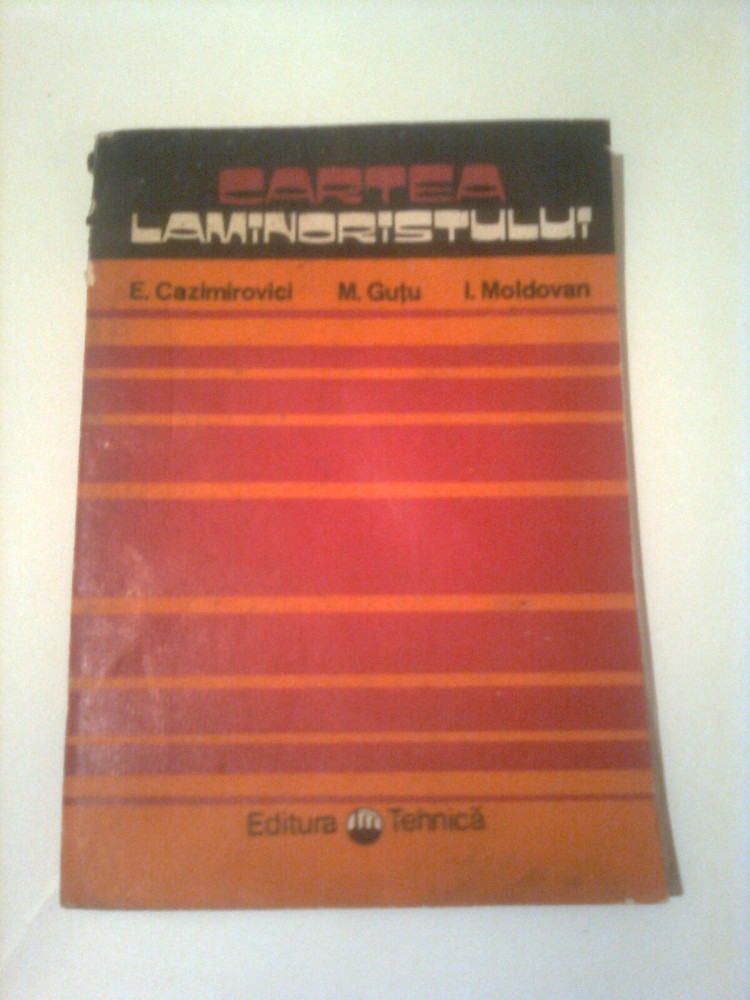 CARTEA
LAMINORISTULUI
E. Cazimirovici M. Guțu I. Moldovan
Editura Tehnică